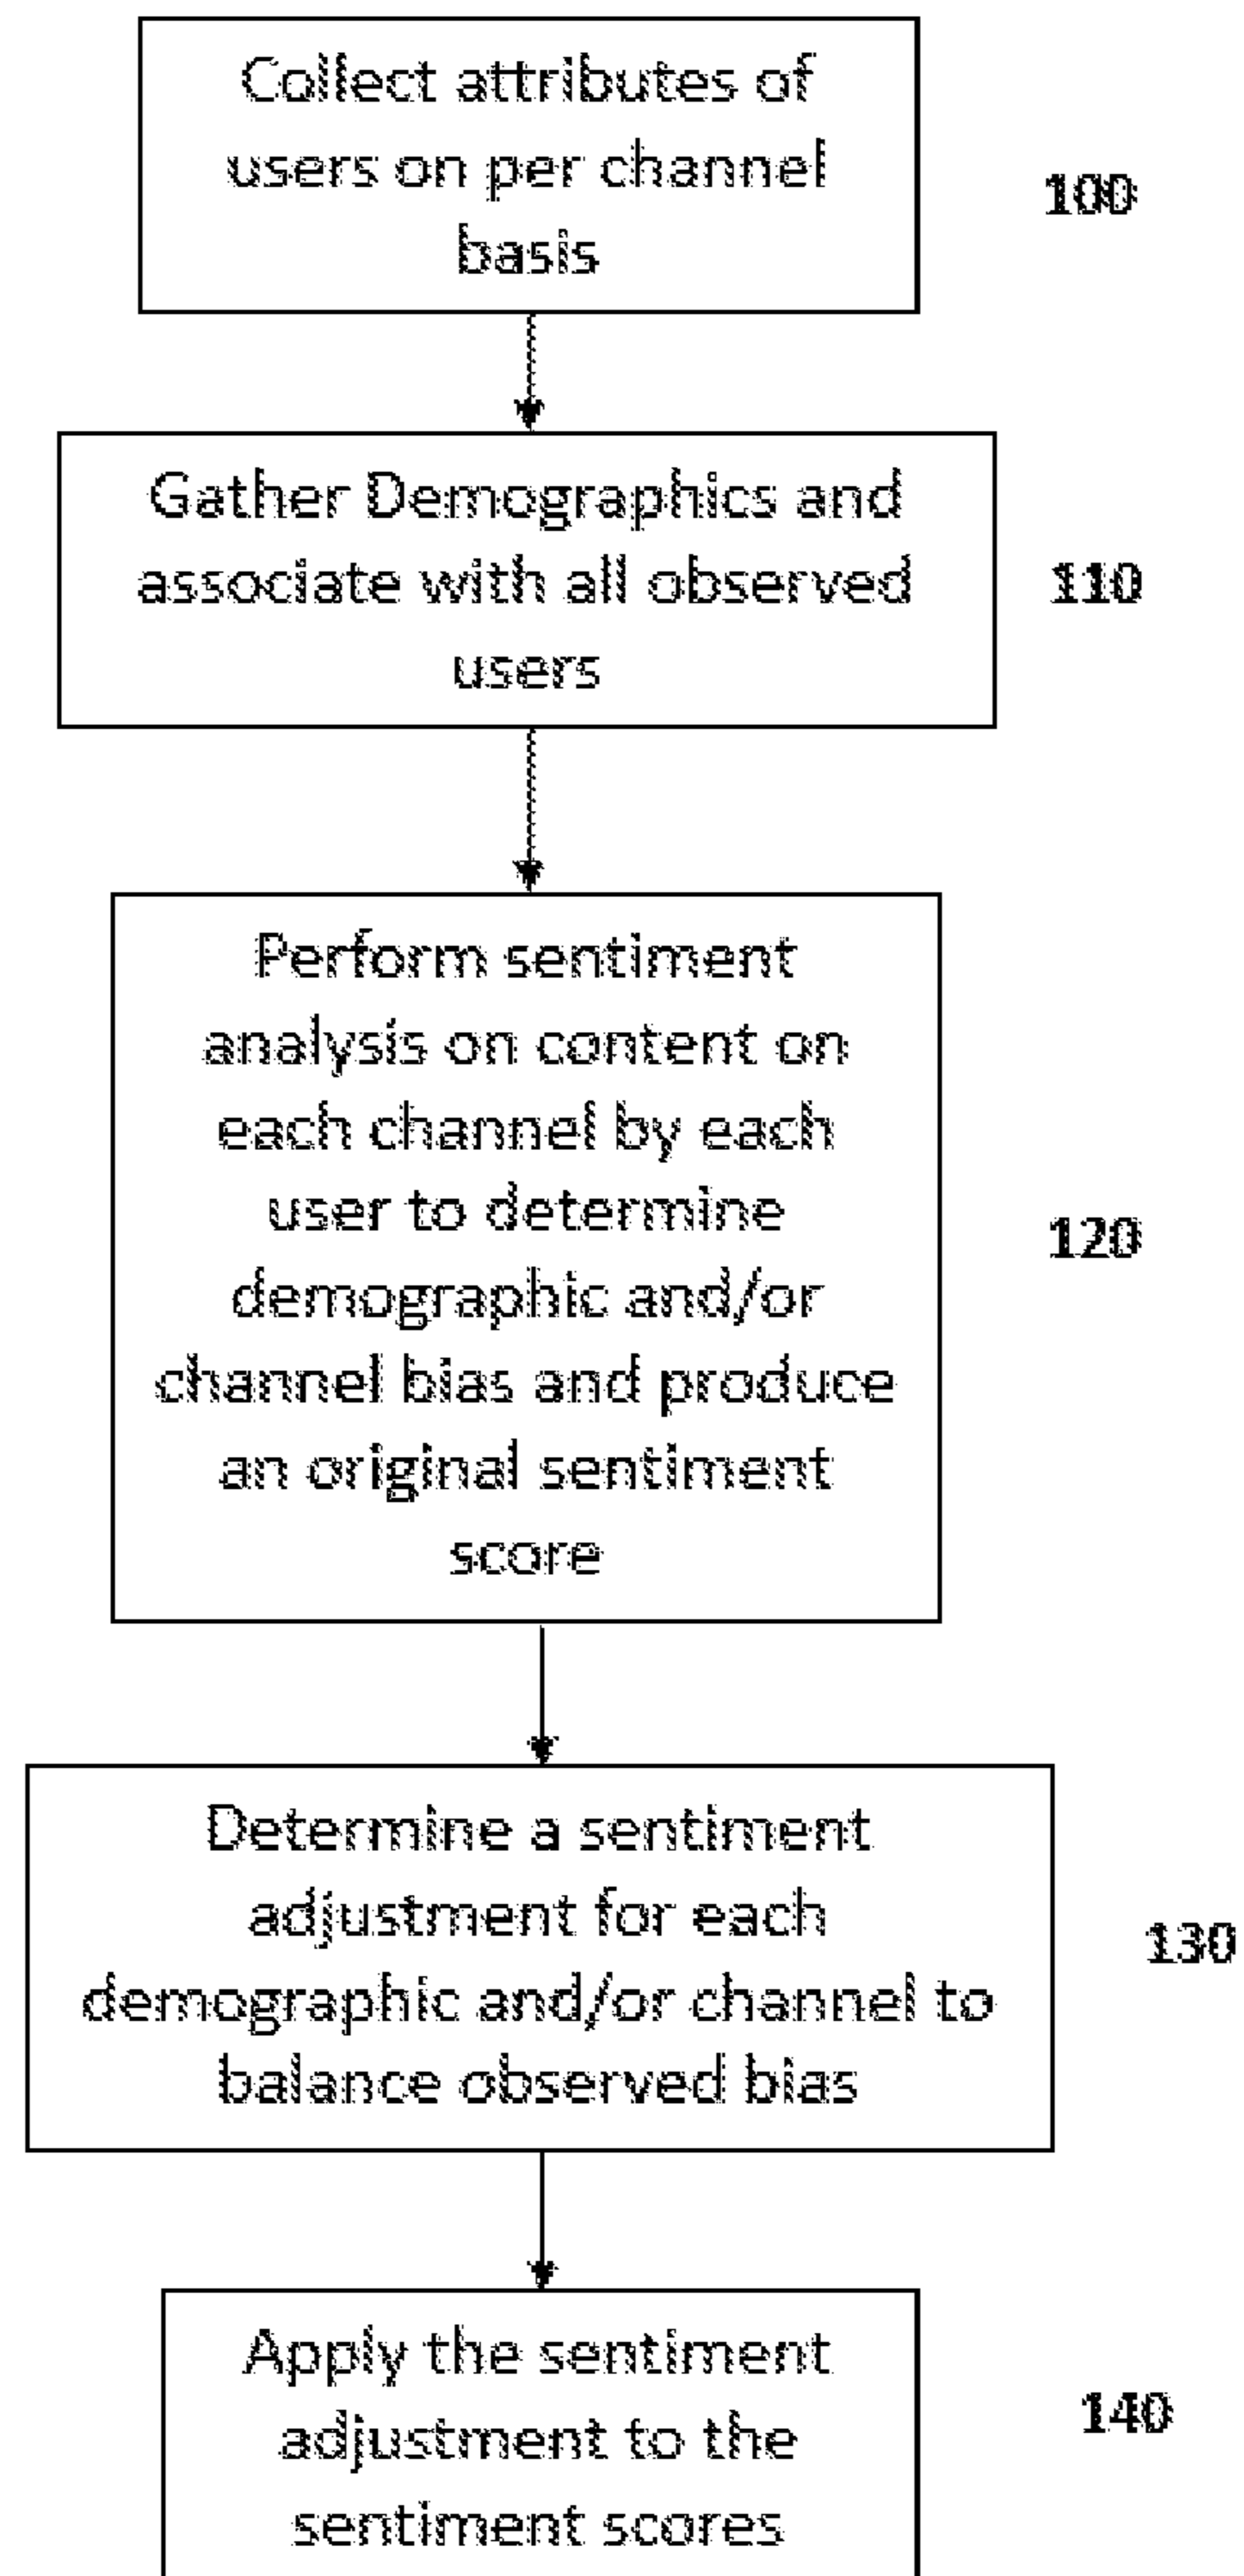 Collect attributes of
users on per channel
basis
100
Gather Demographics and
associate with all observed
users
110
Perform sentiment
analysis on content on
each channel by each
user to determine
demographic and/or
channel bias and produce
an original sentiment
score
120
Determine a sentiment
adjustment for each
demographic and/or channel to
balance observed bias
130
Apply the sentiment
adjustment to the
sentiment scores
140